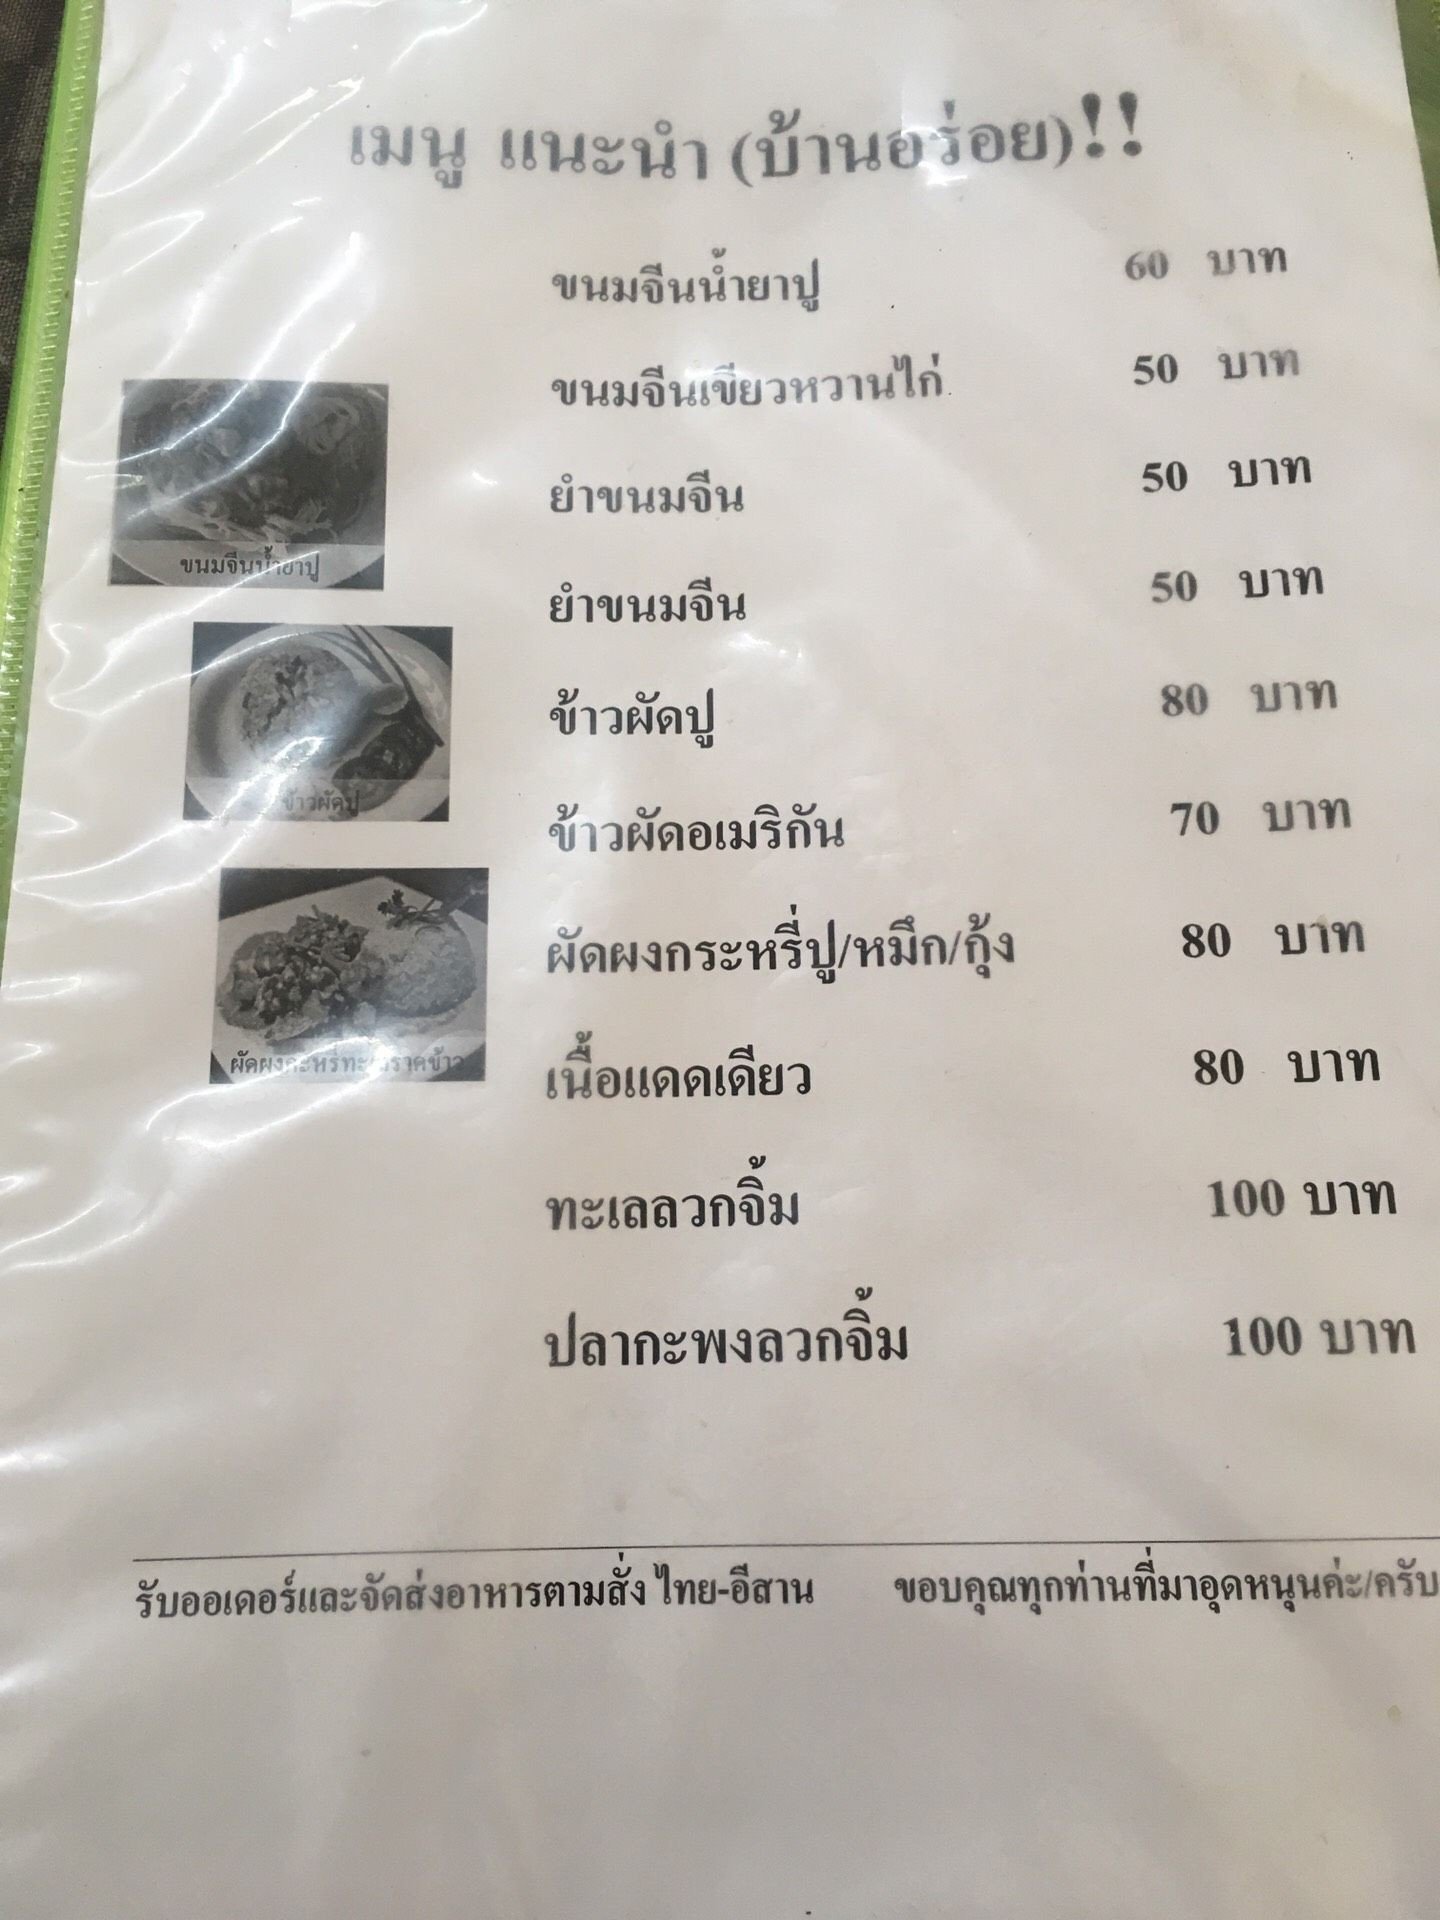 เมนู แนะนำ (บ้านอร่อย)!!
ขนมจีนน้ำยาปู 60 บาท
ขนมจีนเขียวหวานไก่ 50 บาท
ยำขนมจีน 50 บาท
ยำขนมจีน 50 บาท
ข้าวผัดปู 80 บาท
ข้าวผัดอเมริกัน 70 บาท
ผัดผงกระหรี่ปู/หมึก/กุ้ง 80 บาท
เนื้อแดดเดียว 80 บาท
ทะเลลวกจิ้ม 100 บาท
ปลากะพงลวกจิ้ม 100 บาท
ขนมจีนน้ำยาปู
ข้าวผัดปู
ผัดผงกะหรี่ทะเลราดข้าว
รับออเดอร์และจัดส่งอาหารตามสั่ง ไทย-อีสาน ขอบคุณทุกท่านที่มาอุดหนุนค่ะ/ครับ